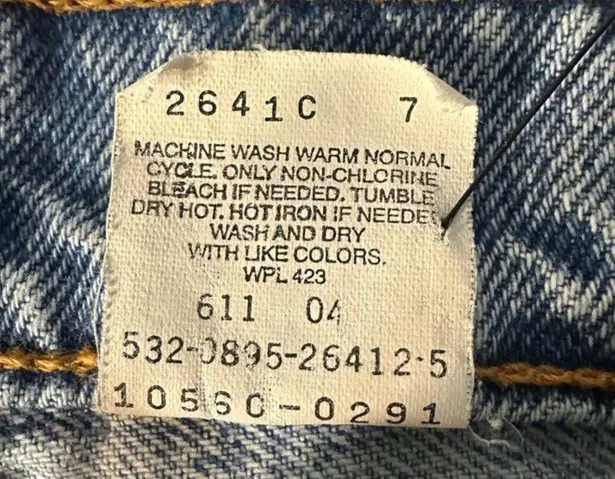 2641C 7
MACHINE WASH WARM NORMAL
CYCLE. ONLY NON-CHLORINE
BLEACH IF NEEDED. TUMBLE
DRY HOT. HOT IRON IF NEEDE
WASH AND DRY
WITH LIKE COLORS.
WPL 423
611 04
532-0895-26412-5
10560-0291